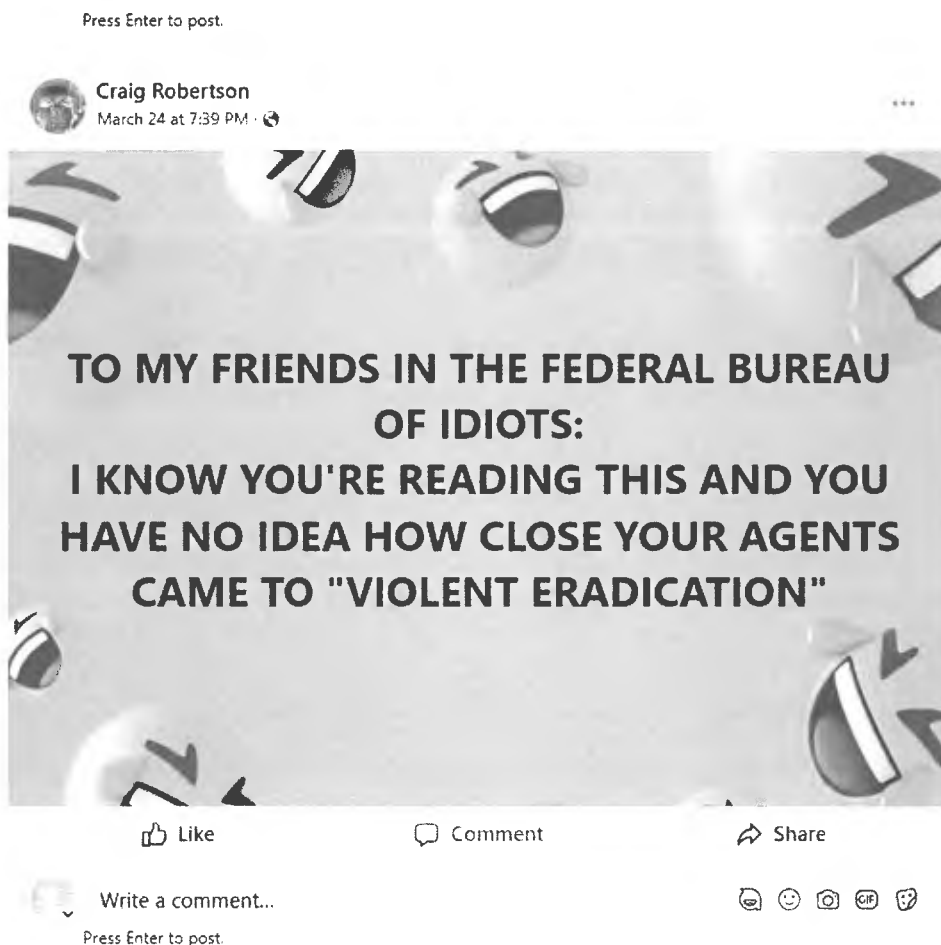 Press Enter to post.
Craig Robertson
March 24 at 7:39 PM ·
TO MY FRIENDS IN THE FEDERAL BUREAU
OF IDIOTS:
I KNOW YOU'RE READING THIS AND YOU
HAVE NO IDEA HOW CLOSE YOUR AGENTS
CAME TO "VIOLENT ERADICATION"
Like Comment Share
Write a comment... GIF
Press Enter to post.